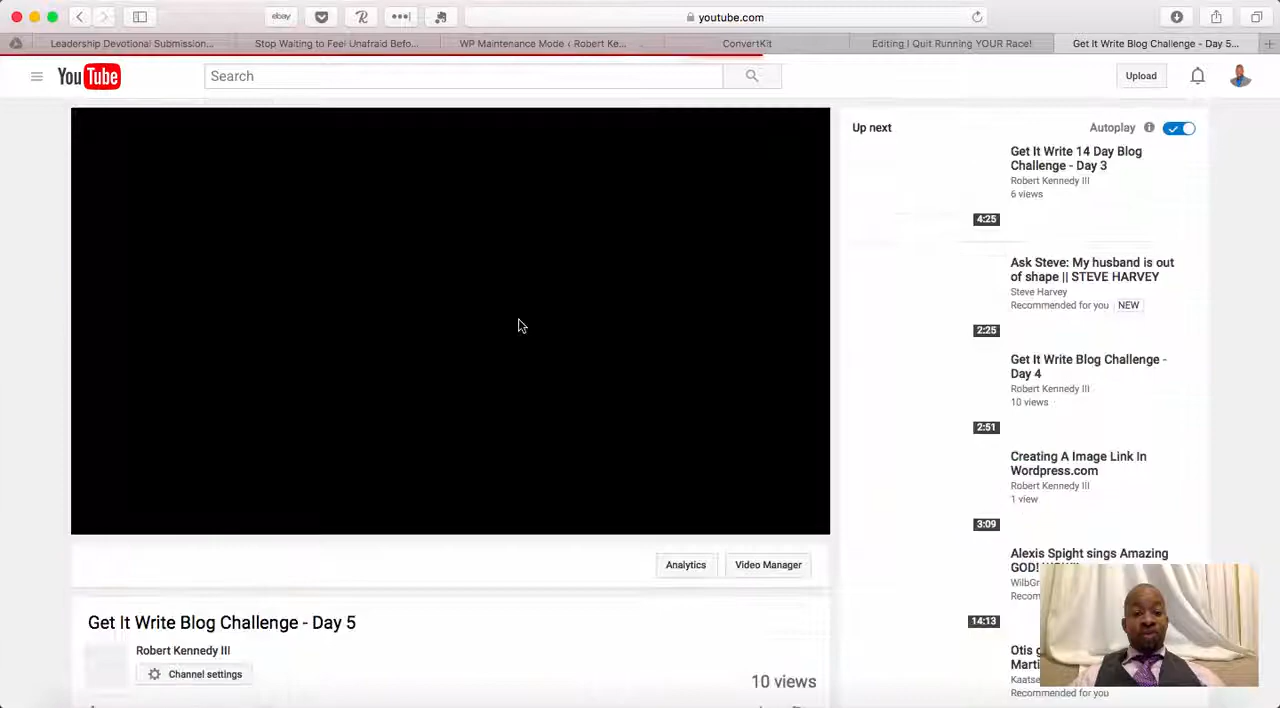 ebay
youtube.com
Leadership Devotional Submission...
Stop Waiting to Feel Unafraid Befo...
WP Maintenance Mode ‹ Robert Ke...
ConvertKit
Editing I Quit Running YOUR Race!
Get It Write Blog Challenge - Day 5...
YouTube
Search
Upload
Up next
Autoplay
Get It Write 14 Day Blog
Challenge - Day 3
Robert Kennedy III
6 views
4:25
Ask Steve: My husband is out
of shape || STEVE HARVEY
Steve Harvey
Recommended for you NEW
2:25
Get It Write Blog Challenge -
Day 4
Robert Kennedy III
10 views
2:51
Creating A Image Link In
Wordpress.com
Robert Kennedy III
1 view
3:09
Alexis Spight sings Amazing
GOD!
14:13
Otis
Recommended for you
Analytics
Video Manager
Get It Write Blog Challenge - Day 5
Robert Kennedy III
Channel settings
10 views